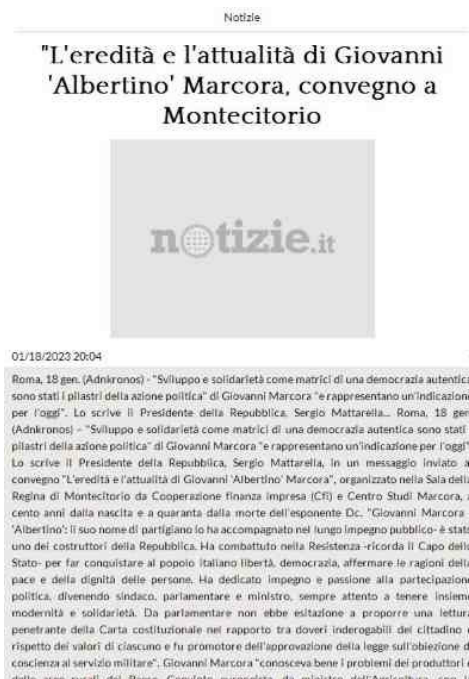 Notizie
"L'eredità e l'attualità di Giovanni
'Albertino' Marcora, convegno a
Montecitorio
notizie.it
01/18/2023 20:04
Roma, 18 gen. (Adnkronos) - "Sviluppo e solidarietà come matrici di una democrazia autentica
sono stati i pilastri della azione politica" di Giovanni Marcora "e rappresentano un'indicazione
per l'oggi". Lo scrive il Presidente della Repubblica, Sergio Mattarella... Roma, 18 gen
(Adnkronos) – "Sviluppo e solidarietà come matrici di una democrazia autentica sono stati
pilastri della azione politica" di Giovanni Marcora "e rappresentano un'indicazione per l'oggi"
Lo scrive il Presidente della Repubblica, Sergio Mattarella, in un messaggio inviato
convegno "L'eredità e l'attualità di Giovanni 'Albertino' Marcora", organizzato nella Sala della
Regina di Montecitorio da Cooperazione finanza impresa (Cfi) e Centro Studi Marcora,
cento anni dalla nascita e a quaranta dalla morte dell'esponente Dc. "Giovanni Marcora
'Albertino': il suo nome di partigiano lo ha accompagnato nel lungo impegno pubblico- è stato
uno dei costruttori della Repubblica. Ha combattuto nella Resistenza -ricorda il Capo dello
Stato- per far conquistare al popolo italiano libertà, democrazia, affermare le ragioni della
pace e della dignità delle persone. Ha dedicato impegno e passione alla partecipazione
politica, divenendo sindaco, parlamentare e ministro, sempre attento a tenere insieme
modernità e solidarietà. Da parlamentare non ebbe esitazione a proporre una lettura
penetrante della Carta costituzionale nel rapporto tra doveri inderogabili del cittadino e
rispetto dei valori di ciascuno e fu promotore dell'approvazione della legge sull'obiezione d
coscienza al servizio militare". Giovanni Marcora "conosceva bene i problemi dei produttori e